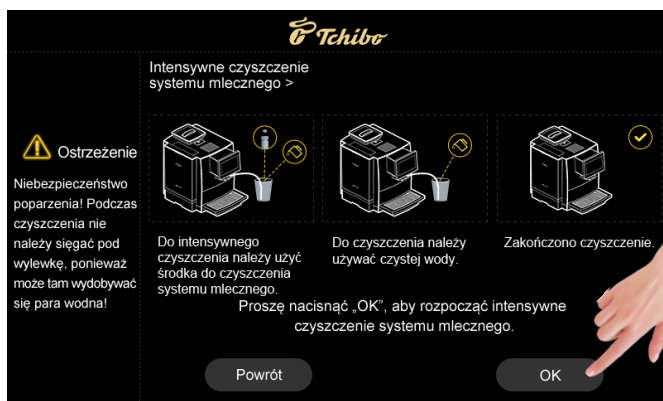 Tchibo
Intensywne czyszczenie
systemu mlecznego >
Ostrzeżenie
Niebezpieczeństwo
poparzenia! Podczas
czyszczenia nie
należy sięgać pod
wylewkę, ponieważ
może tam wydobywać
się para wodna!
Do intensywnego
czyszczenia należy użyć
środka do czyszczenia
systemu mlecznego.
Do czyszczenia należy
używać czystej wody.
Zakończono czyszczenie.
Proszę nacisnąć „OK”, aby rozpocząć intensywne
czyszczenie systemu mlecznego.
Powrót
OK